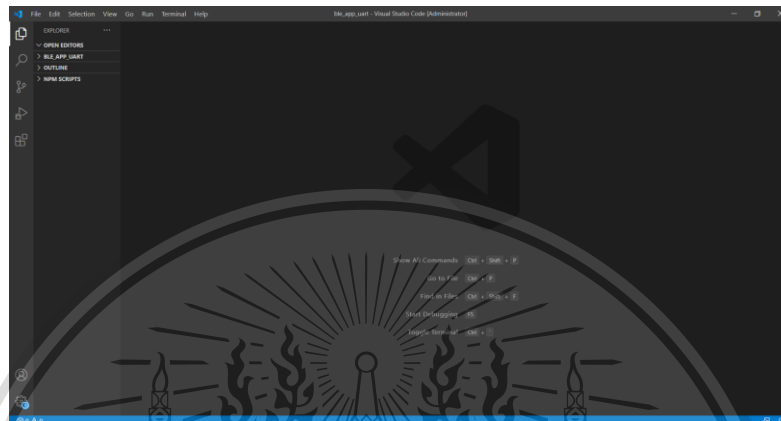 File Edit Selection View Go Run Terminal Help
ble_app_uart - Visual Studio Code [Administrator]
EXPLORER
OPEN EDITORS
BLE_APP_UART
OUTLINE
NPM SCRIPTS
Show All Commands Ctrl + Shift + P
Go to File Ctrl + P
Find in Files Ctrl + Shift + F
Start Debugging F5
Toggle Terminal Ctrl +